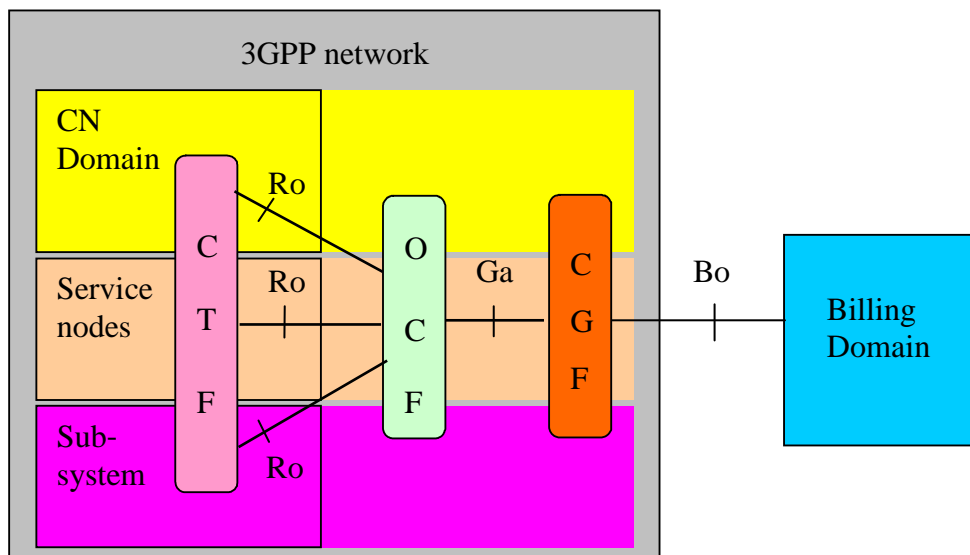 3GPP network
CN
Domain
Ro
C
T
F
O
C
F
C
G
F
Ga
Bo
Service
nodes
Ro
Billing
Domain
Sub-
system
Ro